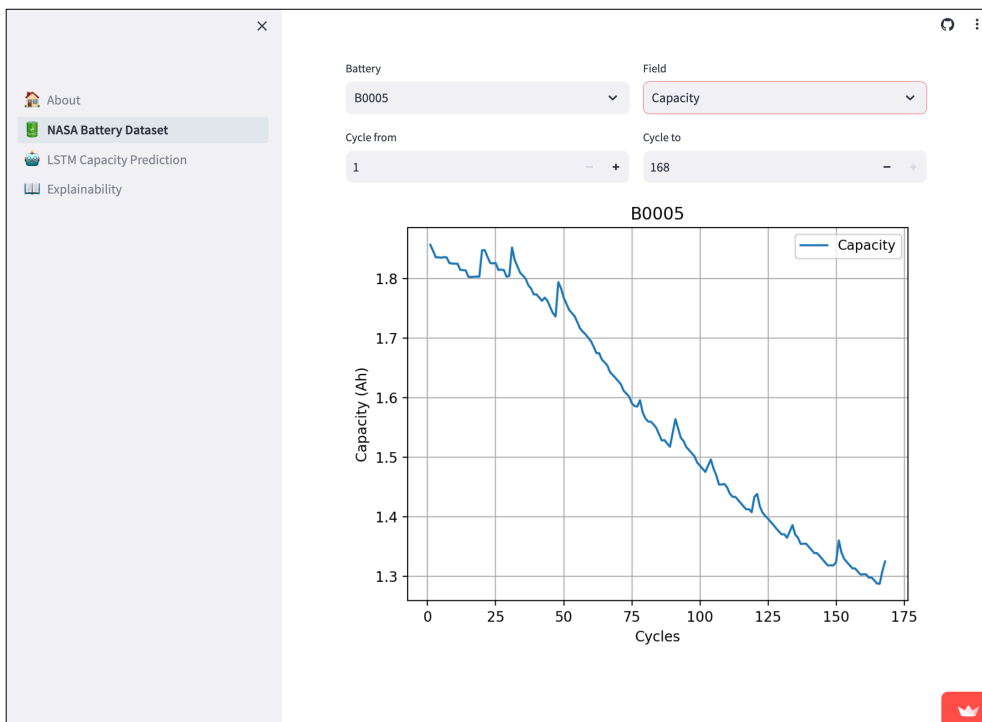 About
NASA Battery Dataset
LSTM Capacity Prediction
Explainability
Battery
Field
B0005
Capacity
Cycle from
Cycle to
1
168
B0005
Capacity
Capacity (Ah)
1.8
1.7
1.6
1.5
1.4
1.3
0 25 50 75 100 125 150 175
Cycles